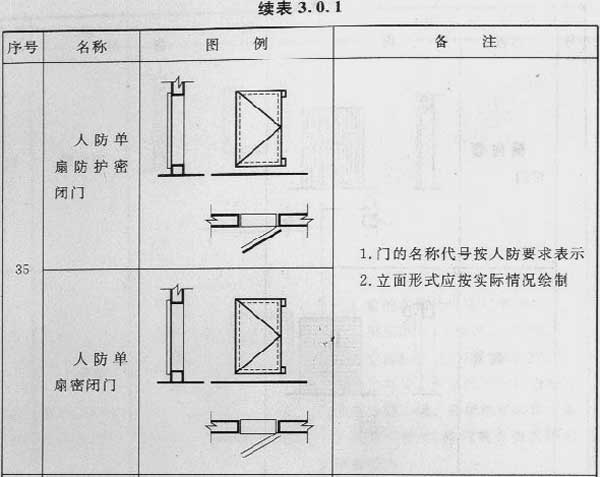 续表 3.0.1
序号 名称 图 例 备 注
35
人防单
扇防护密
闭门
人防单
扇密闭门
1.门的名称代号按人防要求表示
2.立面形式应按实际情况绘制